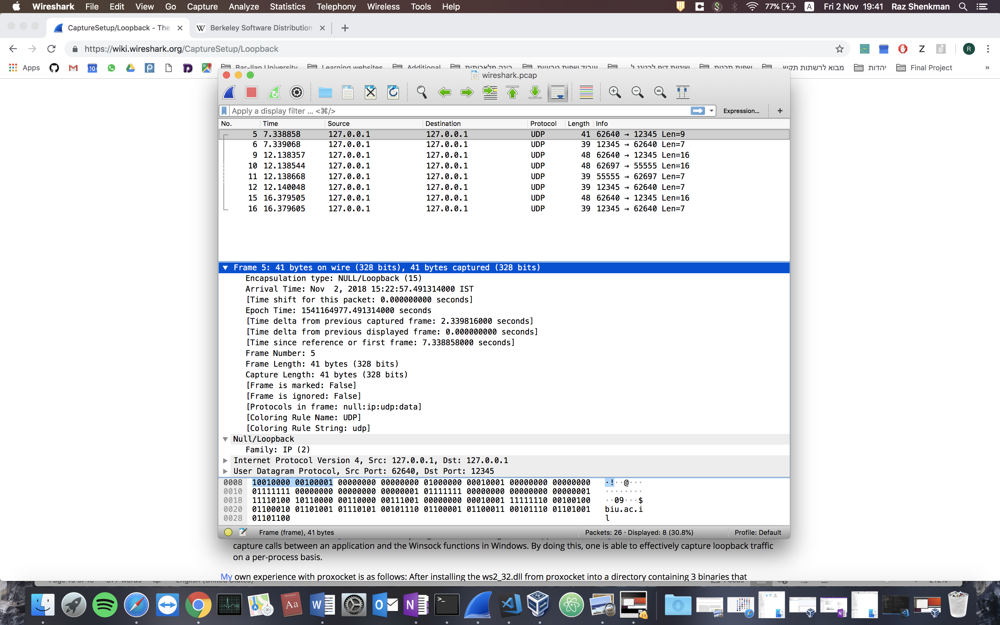 Wireshark File Edit View Go Capture Analyze Statistics Telephony Wireless Tools Help 77% A Fri 2 Nov 19:41 Raz Shenkman
CaptureSetup/Loopback - The W Berkeley Software Distribution
https://wiki.wireshark.org/CaptureSetup/Loopback Z R
Apps 10 Bar-Ilan University Learning websites Additional בינה מלאכותית עיבוד שפות טבעיות שיטות דיפ לרנינג ל שפות תכנות מבוא לרשתות תקש יהדות Final Project »
wireshark.pcap
Apply a display filter ... <⌘/> Expression... +
No. Time Source Destination Protocol Length Info
5 7.338858 127.0.0.1 127.0.0.1 UDP 41 62640 → 12345 Len=9
6 7.339068 127.0.0.1 127.0.0.1 UDP 39 12345 → 62640 Len=7
9 12.138357 127.0.0.1 127.0.0.1 UDP 48 62640 → 12345 Len=16
10 12.138544 127.0.0.1 127.0.0.1 UDP 48 62697 → 55555 Len=16
11 12.138668 127.0.0.1 127.0.0.1 UDP 39 55555 → 62697 Len=7
12 12.140048 127.0.0.1 127.0.0.1 UDP 39 12345 → 62640 Len=7
15 16.379505 127.0.0.1 127.0.0.1 UDP 48 62640 → 12345 Len=16
16 16.379605 127.0.0.1 127.0.0.1 UDP 39 12345 → 62640 Len=7
Frame 5: 41 bytes on wire (328 bits), 41 bytes captured (328 bits)
Encapsulation type: NULL/Loopback (15)
Arrival Time: Nov  2, 2018 15:22:57.491314000 IST
[Time shift for this packet: 0.000000000 seconds]
Epoch Time: 1541164977.491314000 seconds
[Time delta from previous captured frame: 2.339816000 seconds]
[Time delta from previous displayed frame: 0.000000000 seconds]
[Time since reference or first frame: 7.338858000 seconds]
Frame Number: 5
Frame Length: 41 bytes (328 bits)
Capture Length: 41 bytes (328 bits)
[Frame is marked: False]
[Frame is ignored: False]
[Protocols in frame: null:ip:udp:data]
[Coloring Rule Name: UDP]
[Coloring Rule String: udp]
Null/Loopback
Family: IP (2)
Internet Protocol Version 4, Src: 127.0.0.1, Dst: 127.0.0.1
User Datagram Protocol, Src Port: 62640, Dst Port: 12345
0008 10010000 00100001 00000000 00000000 01000000 00010001 00000000 00000000 ·!··@···
0010 01111111 00000000 00000000 00000001 01111111 00000000 00000000 00000001 ········
0018 11110100 10110000 00110000 00111001 00000000 00010001 11111110 00100100 ··09···$
0020 01100010 01101001 01110101 00101110 01100001 01100011 00101110 01101001 biu.ac.i
0028 01101100 l
Frame (frame), 41 bytes Packets: 26 · Displayed: 8 (30.8%) Profile: Default
capture calls between an application and the Winsock functions in Windows. By doing this, one is able to effectively capture loopback traffic
on a per-process basis.
My own experience with proxocket is as follows: After installing the ws2_32.dll from proxocket into a directory containing 3 binaries that